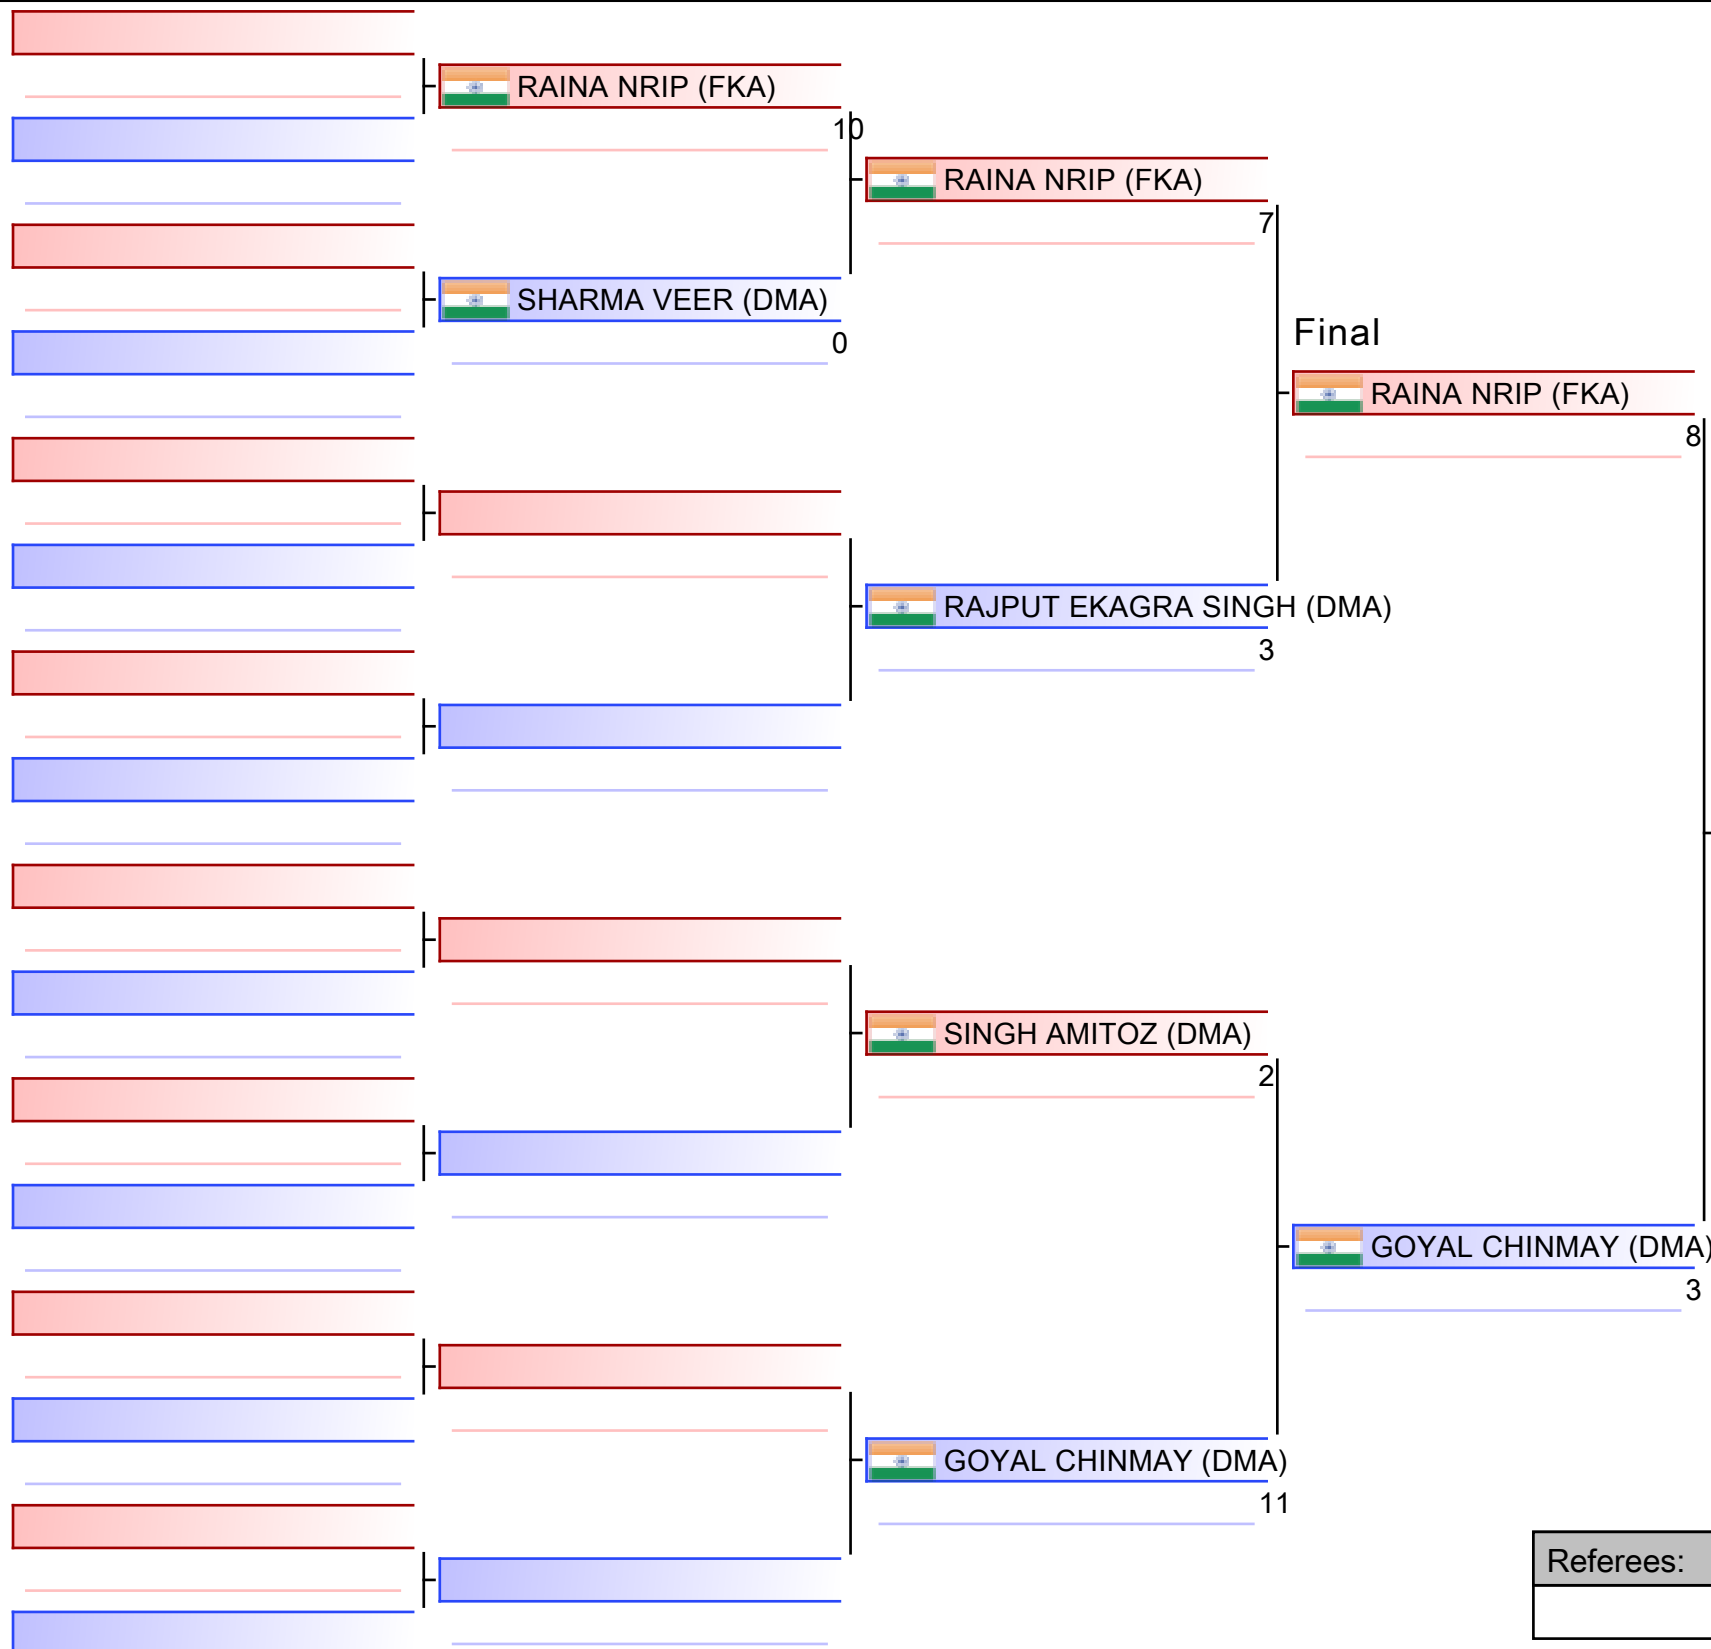 RAINA NRIP (FKA)
10
RAINA NRIP (FKA)
7
SHARMA VEER (DMA)
0
Final
RAINA NRIP (FKA)
8
RAJPUT EKAGRA SINGH (DMA)
3
SINGH AMITOZ (DMA)
2
GOYAL CHINMAY (DMA)
3
GOYAL CHINMAY (DMA)
11
Referees: